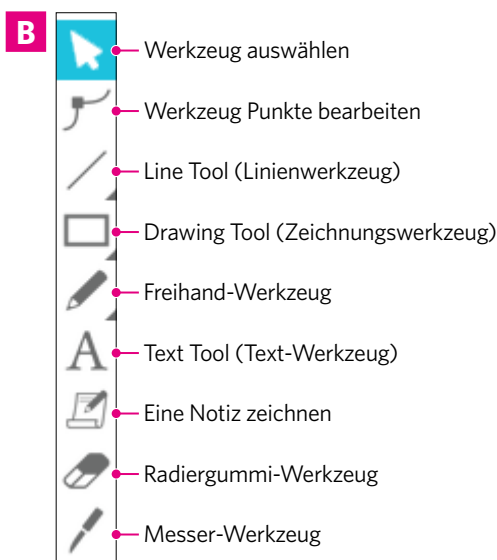 B
Werkzeug auswählen
Werkzeug Punkte bearbeiten
Line Tool (Linienwerkzeug)
Drawing Tool (Zeichnungswerkzeug)
Freihand-Werkzeug
A
Text Tool (Text-Werkzeug)
Eine Notiz zeichnen
Radiergummi-Werkzeug
Messer-Werkzeug